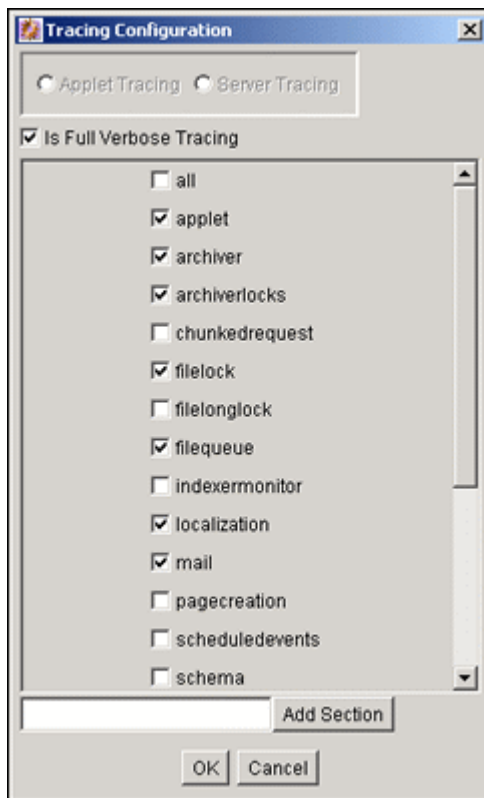 Tracing Configuration
Applet Tracing Server Tracing
Is Full Verbose Tracing
all
applet
archiver
archiverlocks
chunkedrequest
filelock
filelonglock
filequeue
indexermonitor
localization
mail
pagecreation
scheduledevents
schema
Add Section
OK Cancel